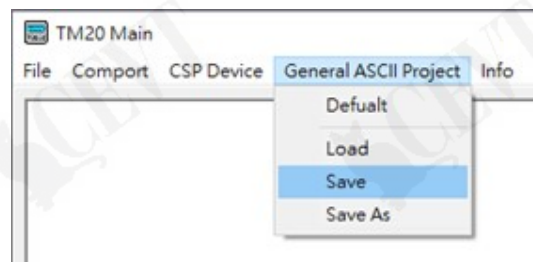 TM20 Main
File Comport CSP Device General ASCII Project Info
Defualt
Load
Save
Save As